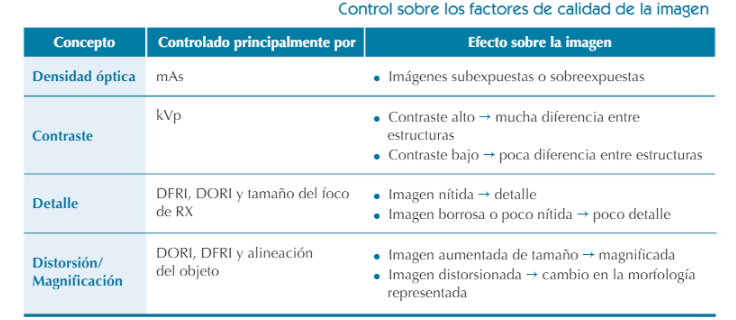 Control sobre los factores de calidad de la imagen
Concepto Controlado principalmente por Efecto sobre la imagen
Densidad óptica mAs • Imágenes subexpuestas o sobreexpuestas
Contraste
kVp
• Contraste alto → mucha diferencia entre
estructuras
• Contraste bajo → poca diferencia entre estructuras
Detalle
DFRI, DORI y tamaño del foco
de RX
• Imagen nítida → detalle
• Imagen borrosa o poco nítida → poco detalle
Distorsión/
Magnificación
DORI, DFRI y alineación
del objeto
• Imagen aumentada de tamaño → magnificada
• Imagen distorsionada → cambio en la morfología
representada